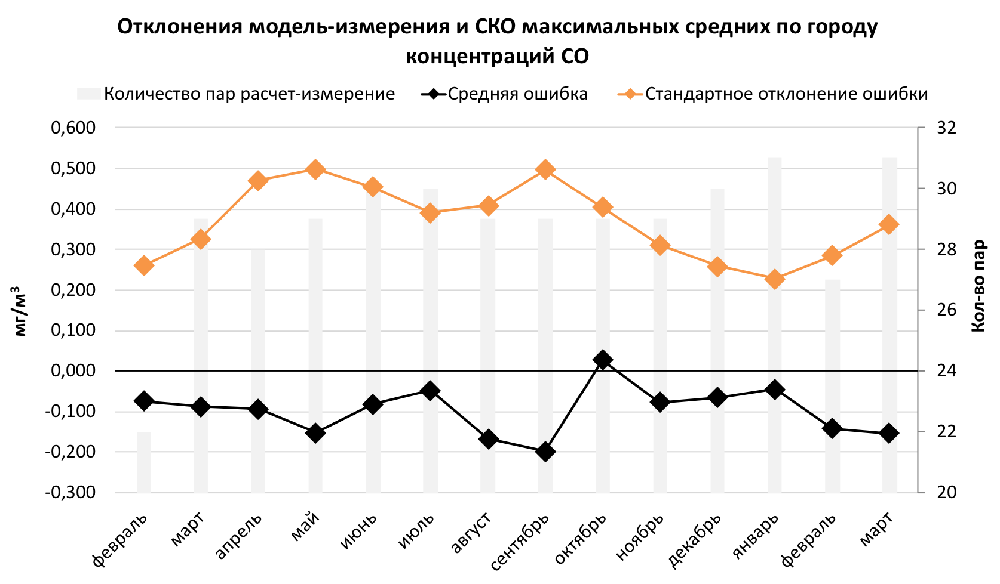 Отклонения модель-измерения и СКО максимальных средних по городу
концентраций СО
Количество пар расчет-измерение
Средняя ошибка
Стандартное отклонение ошибки
0,600
0,500
0,400
0,300
0,200
0,100
0,000
-0,100
-0,200
-0,300
мг/м³
32
30
28
26
24
22
20
Кол-во пар
февраль
март
апрель
май
июнь
июль
август
сентябрь
октябрь
ноябрь
декабрь
январь
февраль
март